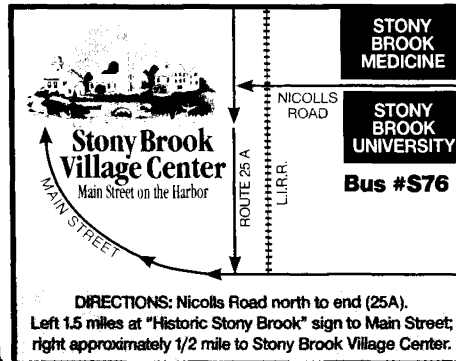 STONY
BROOK
MEDICINE
NICOLLS
ROAD
STONY
BROOK
UNIVERSITY
Stony Brook
Village Center
Main Street on the Harbor
Bus #S76
MAIN STREET
ROUTE 25 A
L.I.R.R.
DIRECTIONS: Nicolls Road north to end (25A).
Left 1.5 miles at "Historic Stony Brook" sign to Main Street;
right approximately 1/2 mile to Stony Brook Village Center.